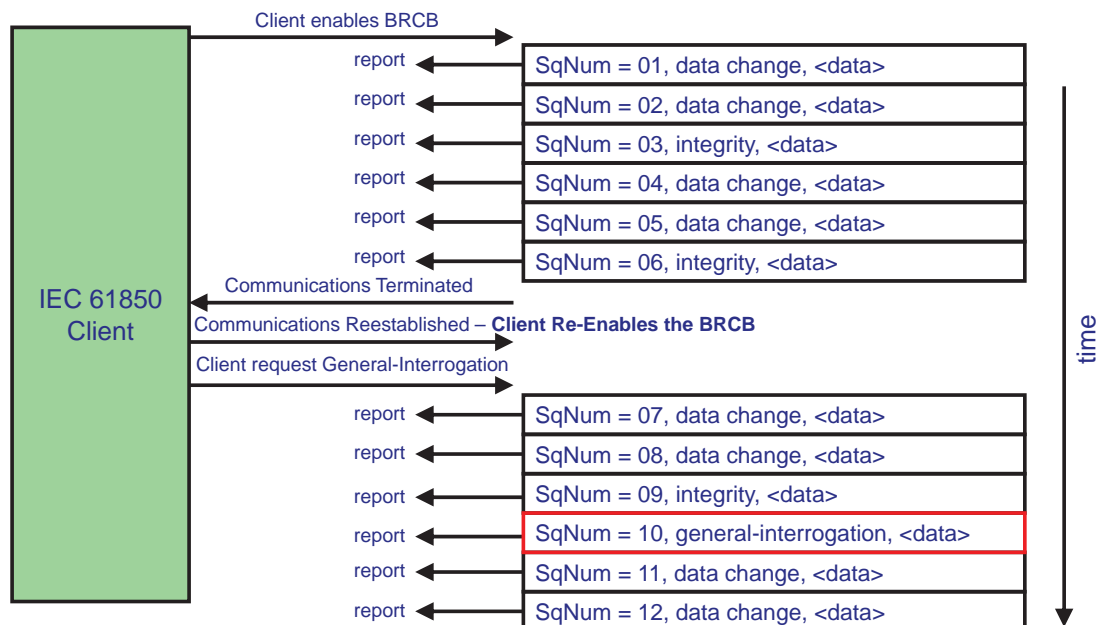 Client enables BRCB
report
SqNum = 01, data change, <data>
report
SqNum = 02, data change, <data>
report
SqNum = 03, integrity, <data>
report
SqNum = 04, data change, <data>
report
SqNum = 05, data change, <data>
report
SqNum = 06, integrity, <data>
IEC 61850
Client
Communications Terminated
Communications Reestablished – Client Re-Enables the BRCB
Client request General-Interrogation
report
SqNum = 07, data change, <data>
report
SqNum = 08, data change, <data>
report
SqNum = 09, integrity, <data>
report
SqNum = 10, general-interrogation, <data>
report
SqNum = 11, data change, <data>
report
SqNum = 12, data change, <data>
time